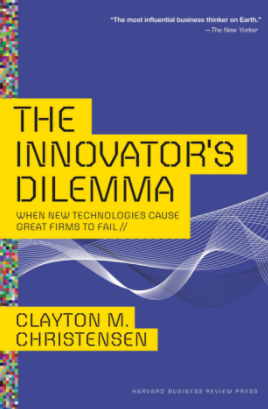 "The most influential business thinker on Earth."
—The New Yorker
THE
INNOVATOR'S
DILEMMA
WHEN NEW TECHNOLOGIES CAUSE
GREAT FIRMS TO FAIL //
CLAYTON M.
CHRISTENSEN
HARVARD BUSINESS REVIEW PRESS